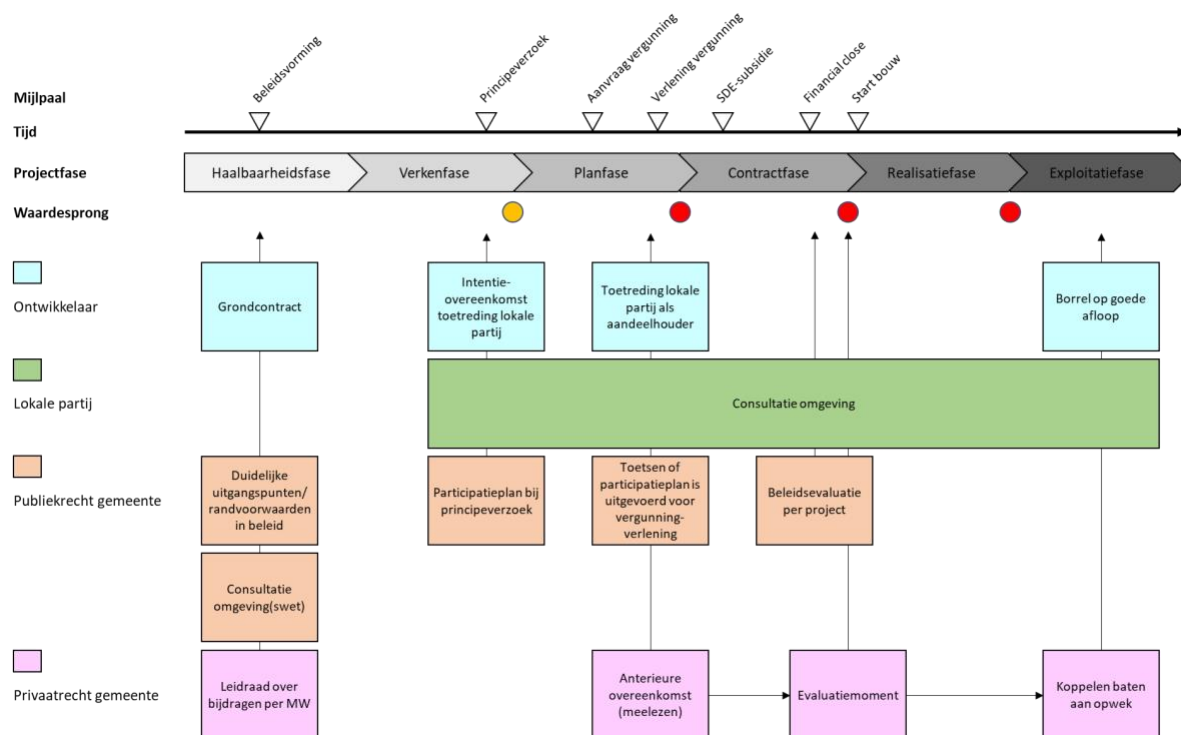 Mijlpaal
Beleidsvorming
Principeverzoek
Aanvraag vergunning
Verlening vergunning
SDE-subsidie
Financial close
Start bouw
Tijd
Projectfase
Haalbaarheidsfase
Verkenfase
Planfase
Contractfase
Realisatiefase
Exploitatiefase
Waardesprong
Ontwikkelaar
Grondcontract
Intentie-
overeenkomst
toetreding lokale
partij
Toetreding lokale
partij als
aandeelhouder
Borrel op goede
afloop
Lokale partij
Consultatie omgeving
Publiekrecht gemeente
Duidelijke
uitgangspunten/
randvoorwaarden
in beleid
Participatieplan bij
principeverzoek
Toetsen of
participatieplan is
uitgevoerd voor
vergunning-
verlening
Beleidsevaluatie
per project
Consultatie
omgeving(swet)
Privaatrecht gemeente
Leidraad over
bijdragen per MW
Anterieure
overeenkomst
(meelezen)
Evaluatiemoment
Koppelen baten
aan opwek